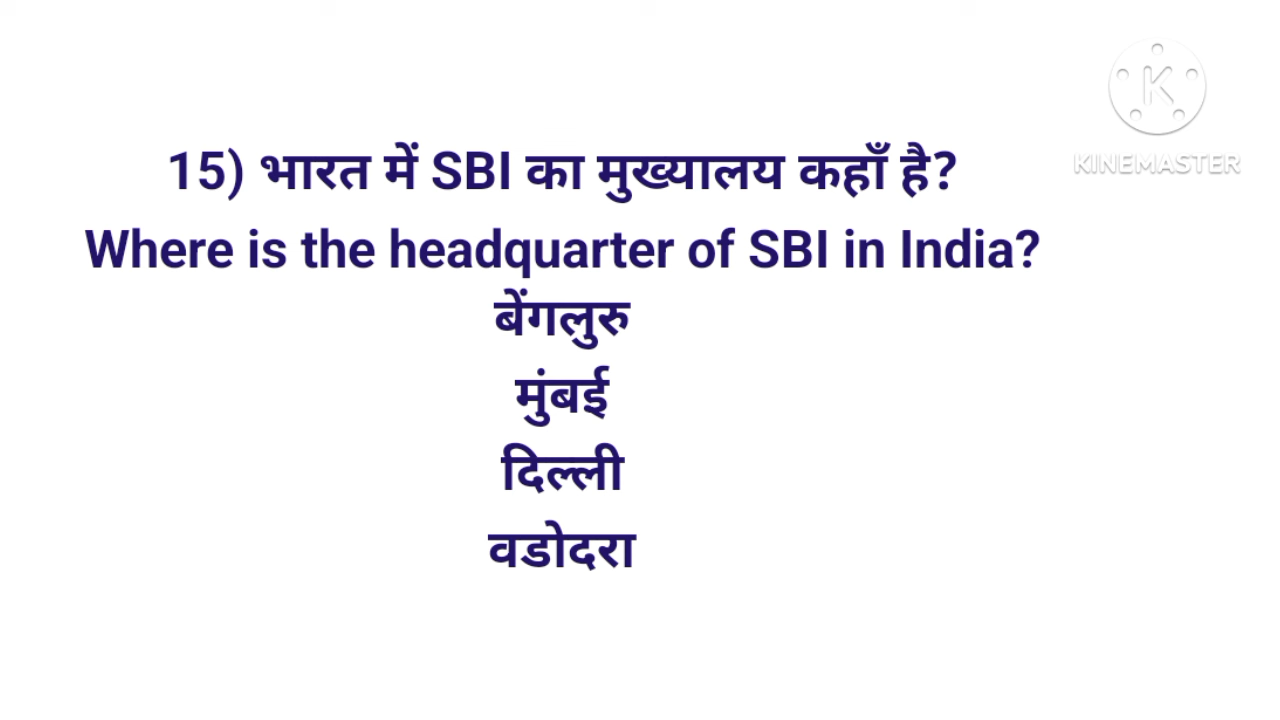 KINEMASTER
15) भारत में SBI का मुख्यालय कहाँ है?
Where is the headquarter of SBI in India?
बेंगलुरु
मुंबई
दिल्ली
वडोदरा